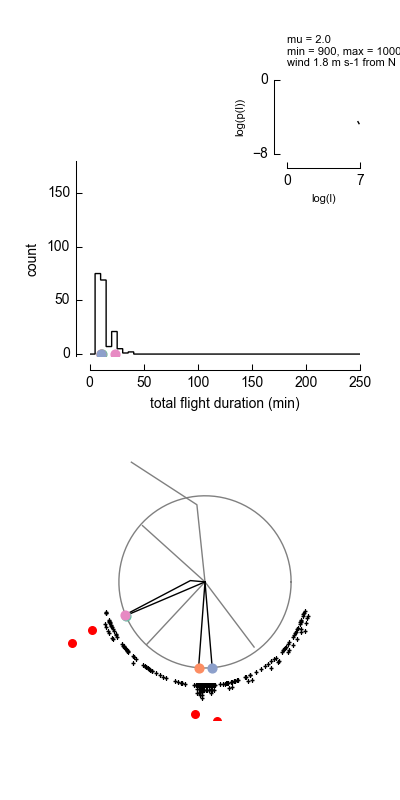 mu = 2.0
min = 900, max = 1000
wind 1.8 m s-1 from N
0
−8
log(p(l))
0 7
log(l)
150
100
50
0
count
0 50 100 150 200 250
total flight duration (min)